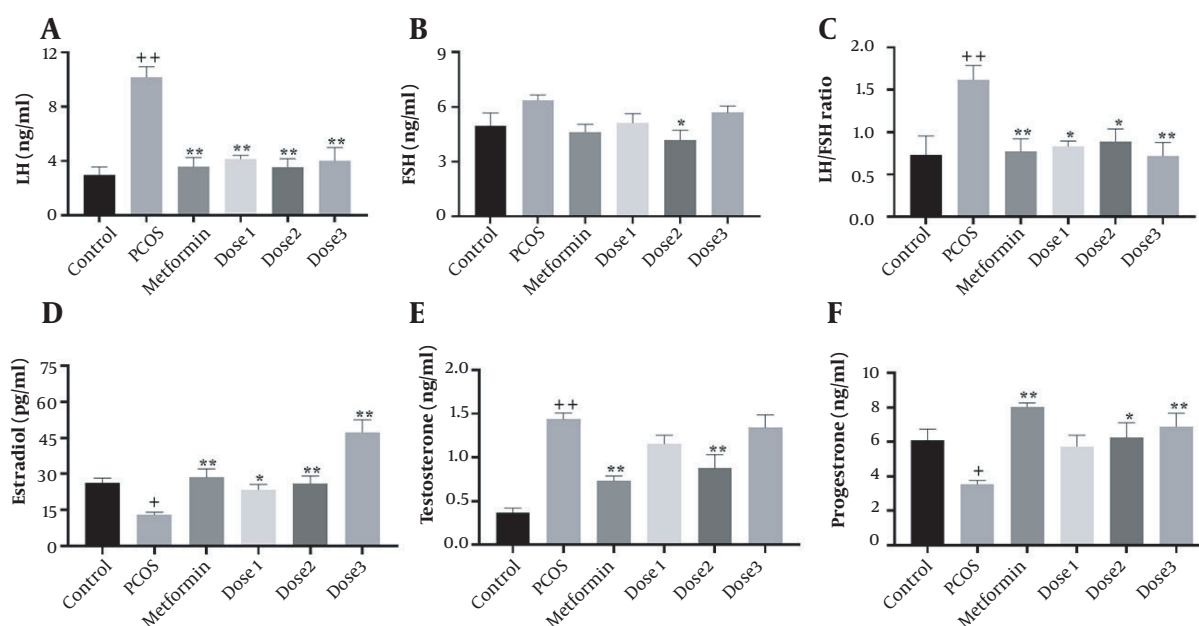 A
LH (ng/ml)
12
8
4
0
++
**
**
**
**
Control
PCOS
Metformin
Dose1
Dose2
Dose3
B
FSH (ng/ml)
9
6
3
0
*
Control
PCOS
Metformin
Dose1
Dose2
Dose3
C
LH/FSH ratio
2.0
1.5
1.0
0.5
0.0
++
**
*
*
**
Control
PCOS
Metformin
Dose1
Dose2
Dose3
D
Estradiol (pg/ml)
75
60
45
30
15
0
+
**
*
**
**
Control
PCOS
Metformin
Dose1
Dose2
Dose3
E
Testosterone (ng/ml)
2.0
1.5
1.0
0.5
0.0
++
**
**
Control
PCOS
Metformin
Dose1
Dose2
Dose3
F
Progestrone (ng/ml)
10
8
6
4
2
0
+
**
*
**
Control
PCOS
Metformin
Dose1
Dose2
Dose3